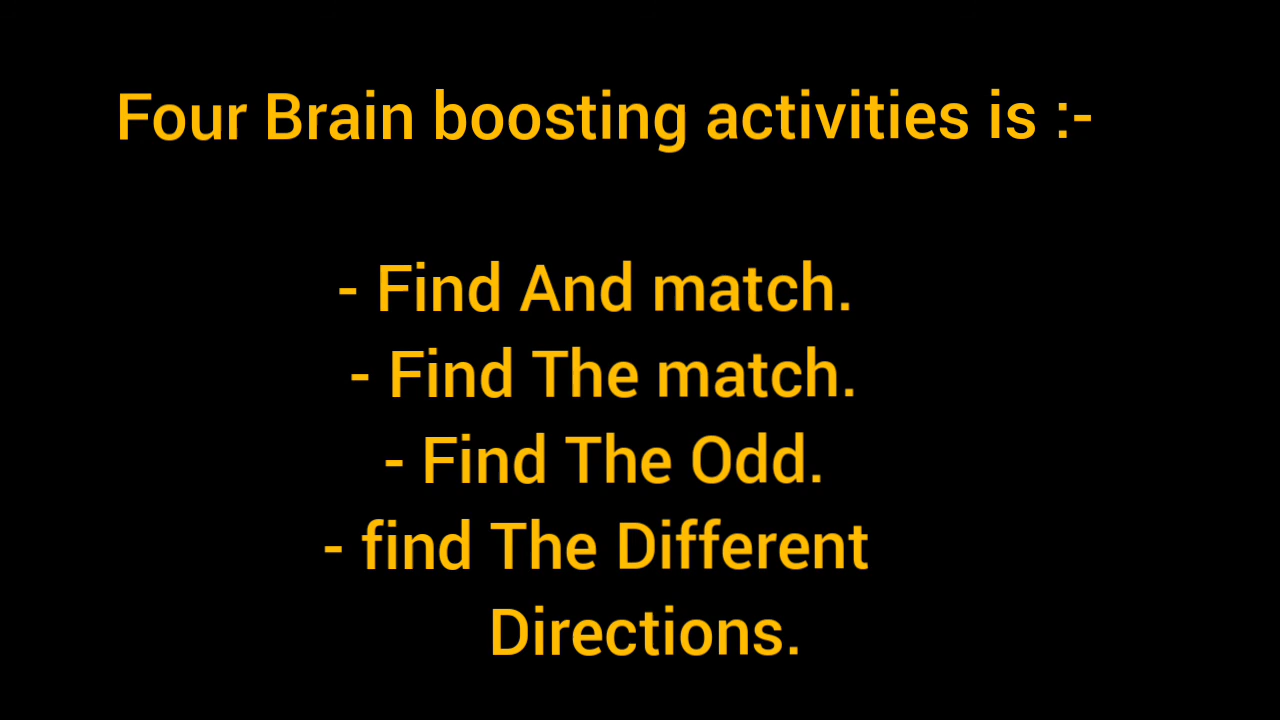 Four Brain boosting activities is :-
- Find And match.
- Find The match.
- Find The Odd.
- find The Different
Directions.